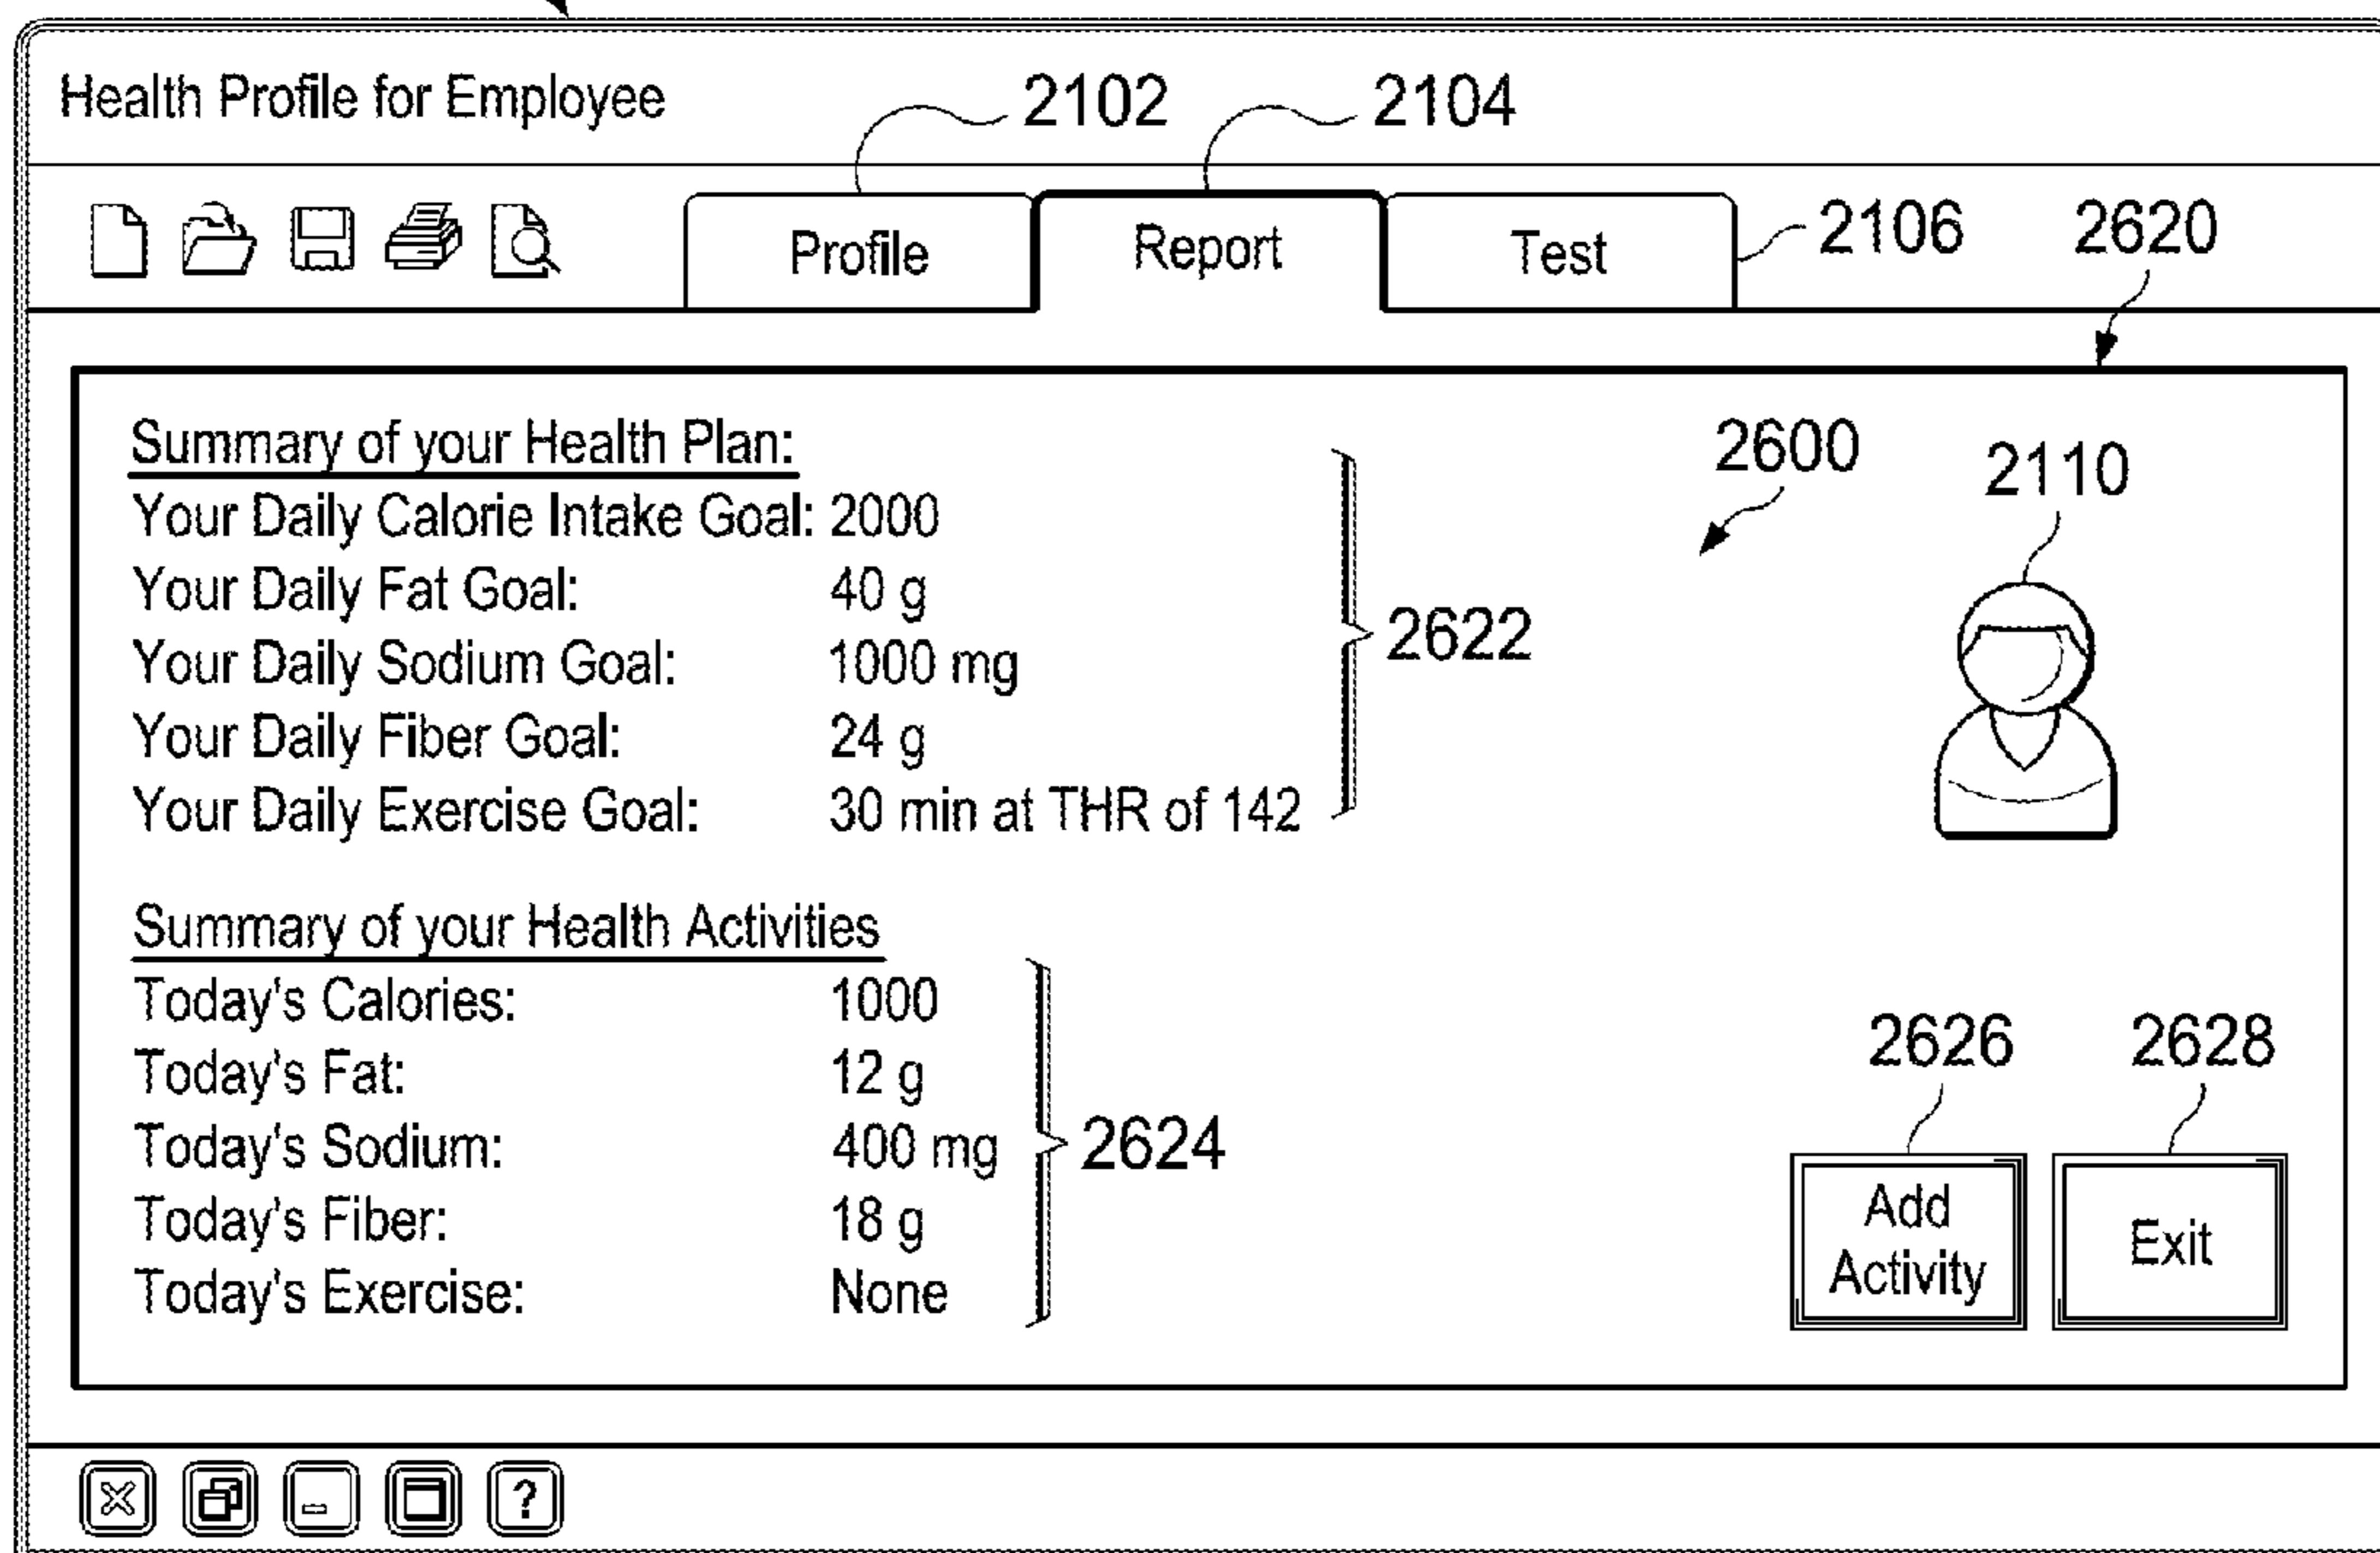 Health Profile for Employee
2102
2104
Profile
Report
Test
2106
2620
Summary of your Health Plan:
Your Daily Calorie Intake Goal: 2000
Your Daily Fat Goal: 40 g
Your Daily Sodium Goal: 1000 mg
Your Daily Fiber Goal: 24 g
Your Daily Exercise Goal: 30 min at THR of 142
2622
2600
2110
Summary of your Health Activities
Today's Calories: 1000
Today's Fat: 12 g
Today's Sodium: 400 mg
Today's Fiber: 18 g
Today's Exercise: None
2624
2626
2628
Add
Activity
Exit
?